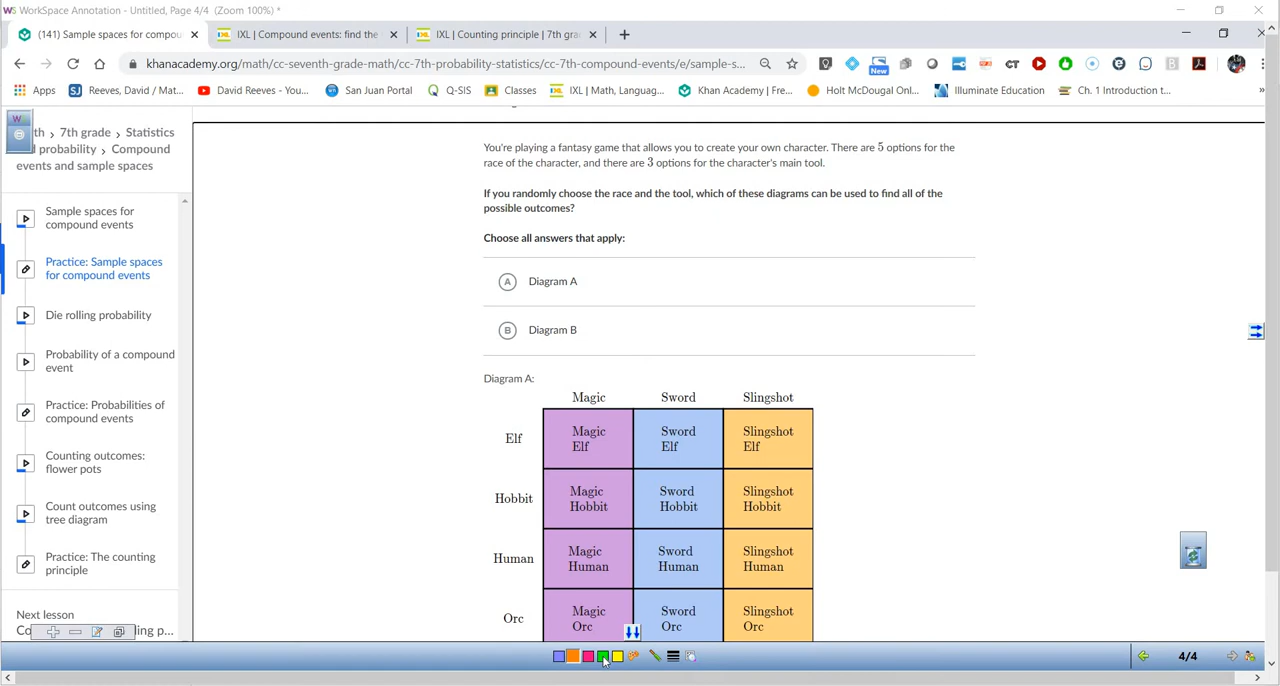 WS WorkSpace Annotation - Untitled, Page 4/4 (Zoom 100%) *
(141) Sample spaces for compou
IXL | Compound events: find the
IXL | Counting principle | 7th grad
khanacademy.org/math/cc-seventh-grade-math/cc-7th-probability-statistics/cc-7th-compound-events/e/sample-s...
New
CT
Apps
Reeves, David / Mat...
David Reeves - You...
San Juan Portal
Q-SIS
Classes
IXL | Math, Languag...
Khan Academy | Fre...
Holt McDougal Onl...
Illuminate Education
Ch. 1 Introduction t...
»
th › 7th grade › Statistics
d probability › Compound
events and sample spaces
Sample spaces for
compound events
Practice: Sample spaces
for compound events
Die rolling probability
Probability of a compound
event
Practice: Probabilities of
compound events
Counting outcomes:
flower pots
Count outcomes using
tree diagram
Practice: The counting
principle
Next lesson
Co
ling p...
You're playing a fantasy game that allows you to create your own character. There are 5 options for the
race of the character, and there are 3 options for the character's main tool.
If you randomly choose the race and the tool, which of these diagrams can be used to find all of the
possible outcomes?
Choose all answers that apply:
A Diagram A
B Diagram B
Diagram A:
Magic Sword Slingshot
Elf
Magic Sword Slingshot
Elf Elf Elf
Hobbit
Magic Sword Slingshot
Hobbit Hobbit Hobbit
Human
Magic Sword Slingshot
Human Human Human
Orc
Magic Sword Slingshot
Orc Orc Orc
4/4